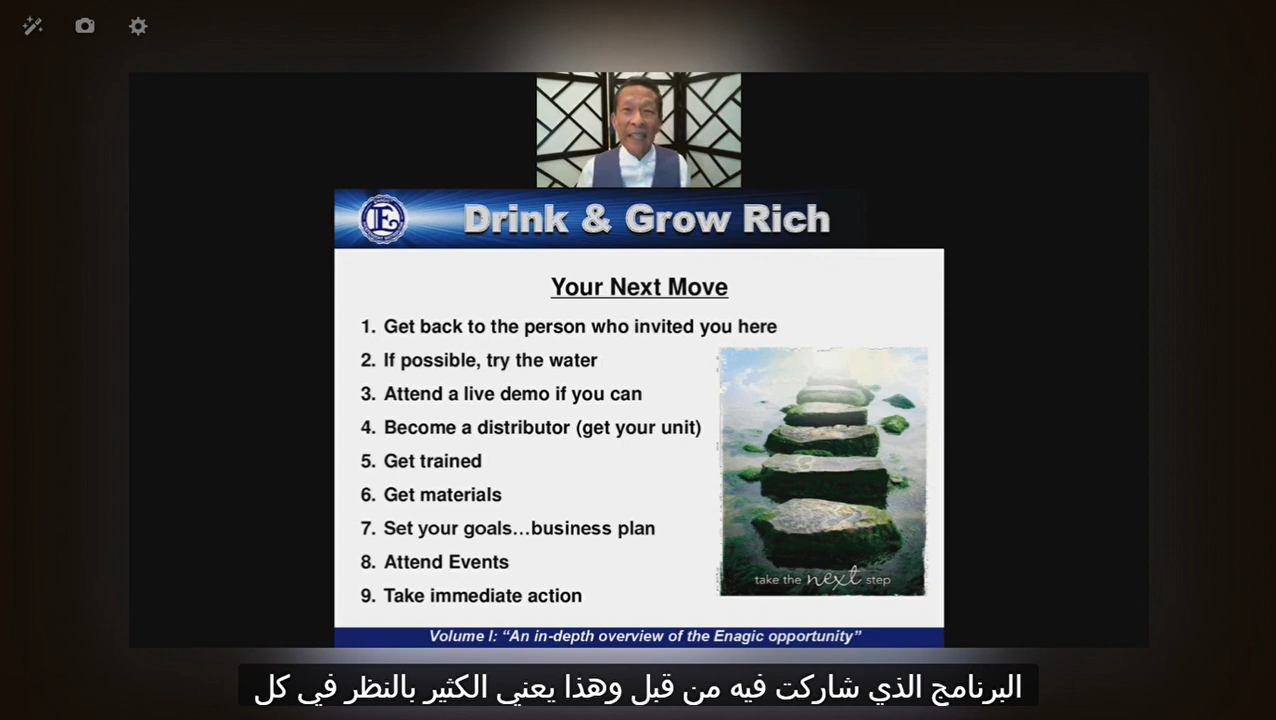 E
Drink & Grow Rich
Your Next Move
1. Get back to the person who invited you here
2. If possible, try the water
3. Attend a live demo if you can
4. Become a distributor (get your unit)
5. Get trained
6. Get materials
7. Set your goals…business plan
8. Attend Events
9. Take immediate action
take the next step
Volume I: “An in-depth overview of the Enagic opportunity”
البرنامج الذي شاركت فيه من قبل وهذا يعني الكثير بالنظر في كل